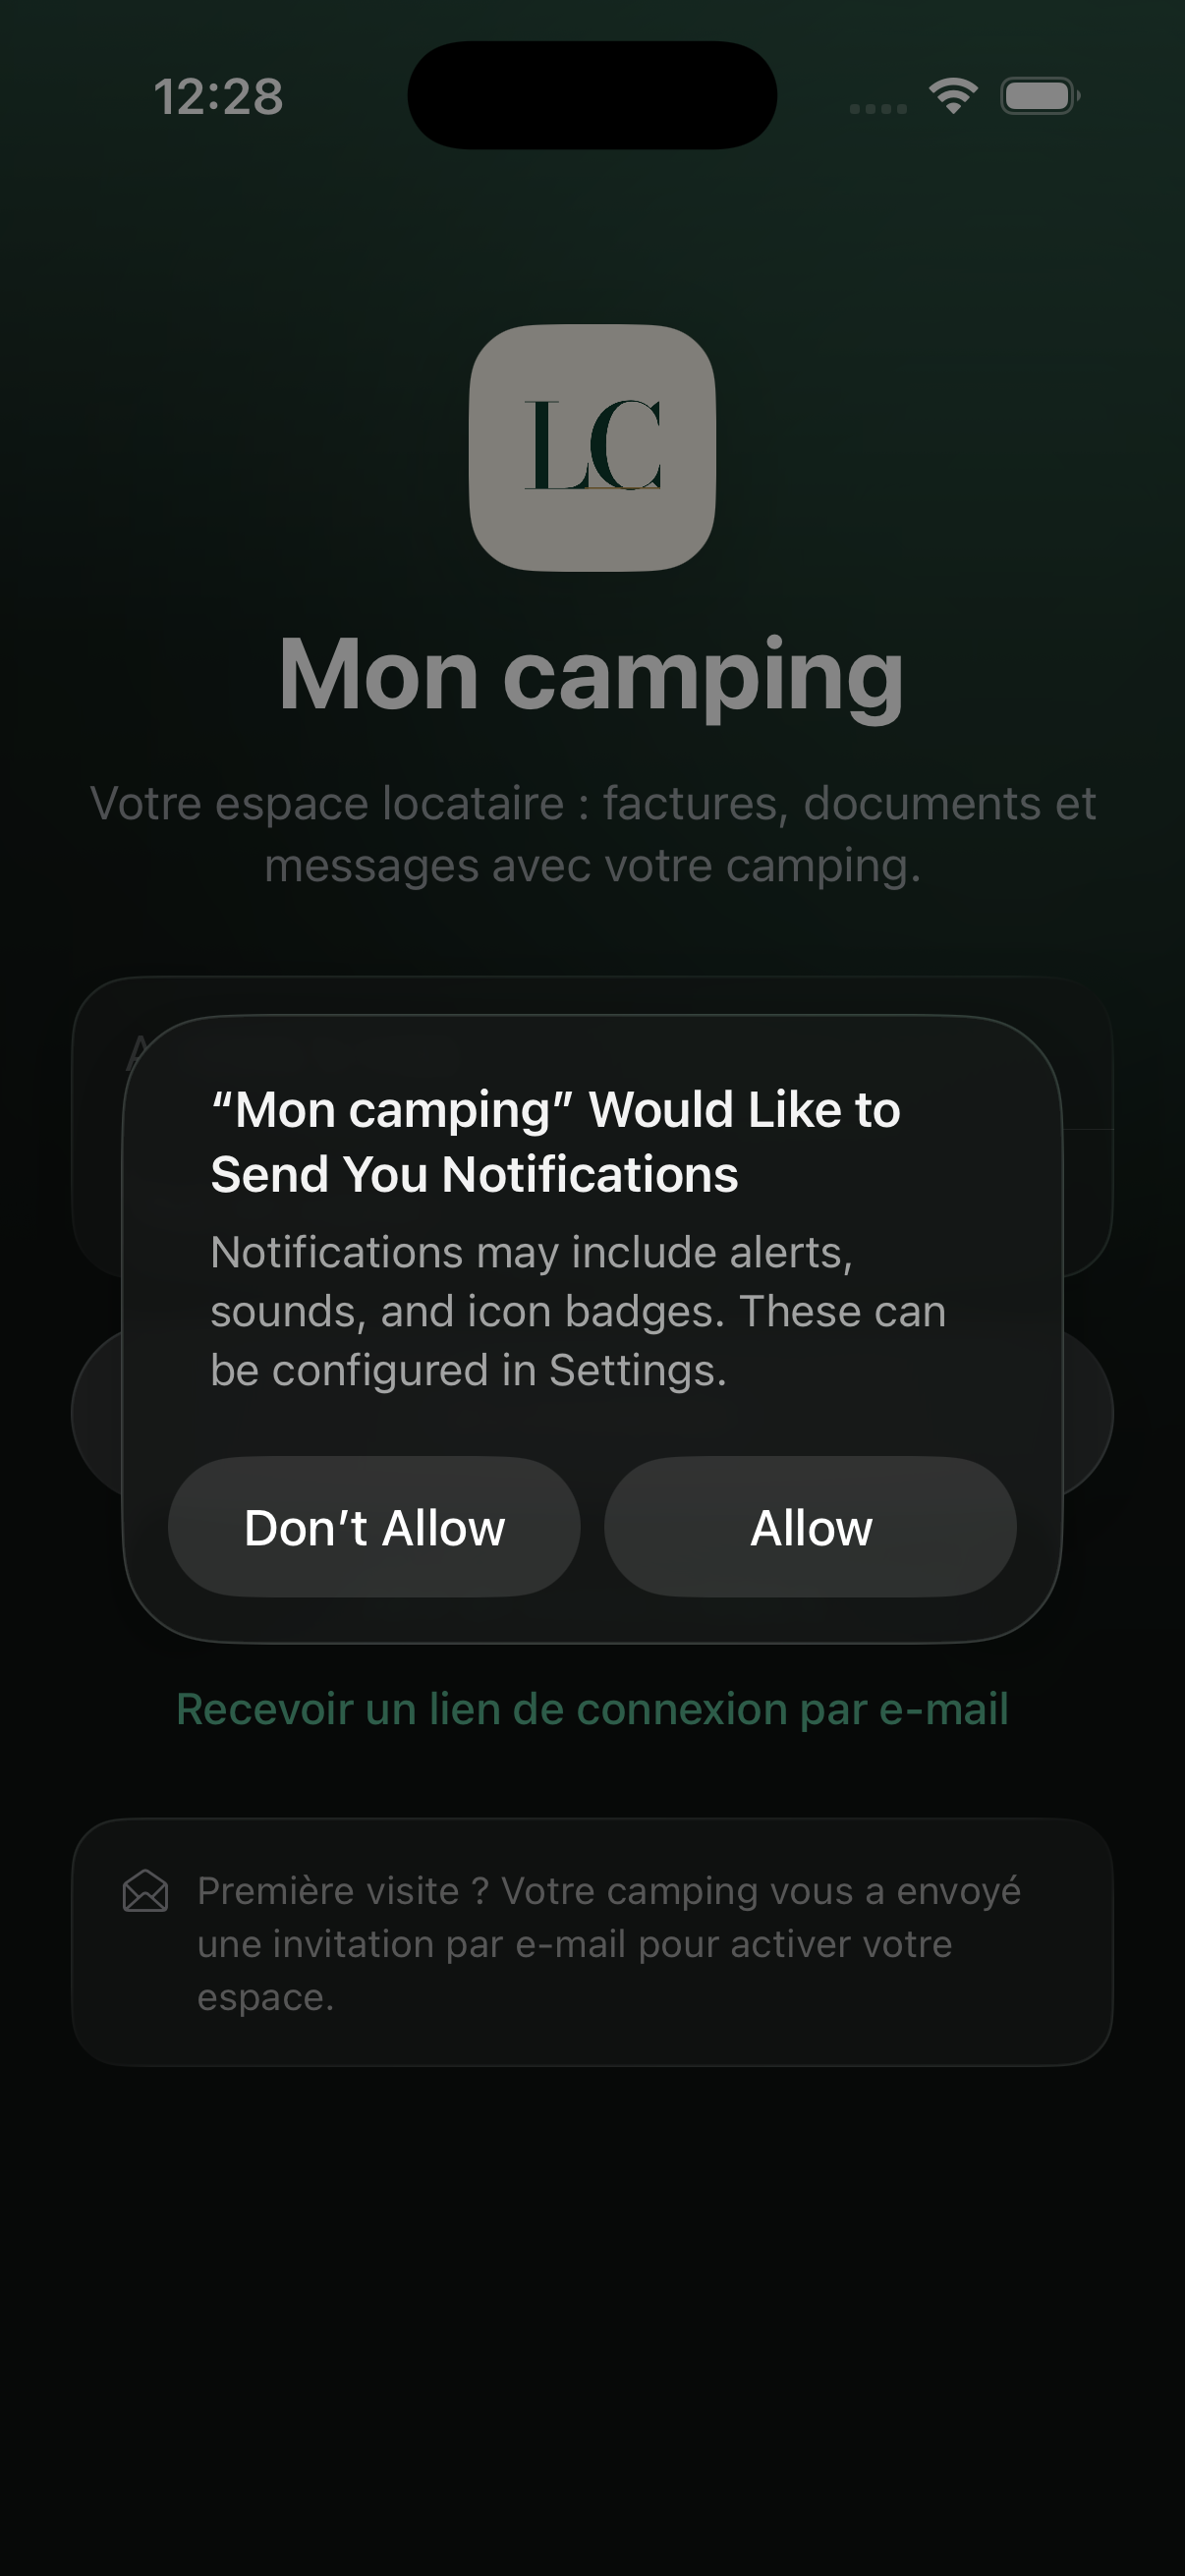 12:28
LC
Mon camping
Votre espace locataire : factures, documents et
messages avec votre camping.
“Mon camping” Would Like to
Send You Notifications
Notifications may include alerts,
sounds, and icon badges. These can
be configured in Settings.
Don’t Allow
Allow
Recevoir un lien de connexion par e-mail
Première visite ? Votre camping vous a envoyé
une invitation par e-mail pour activer votre
espace.